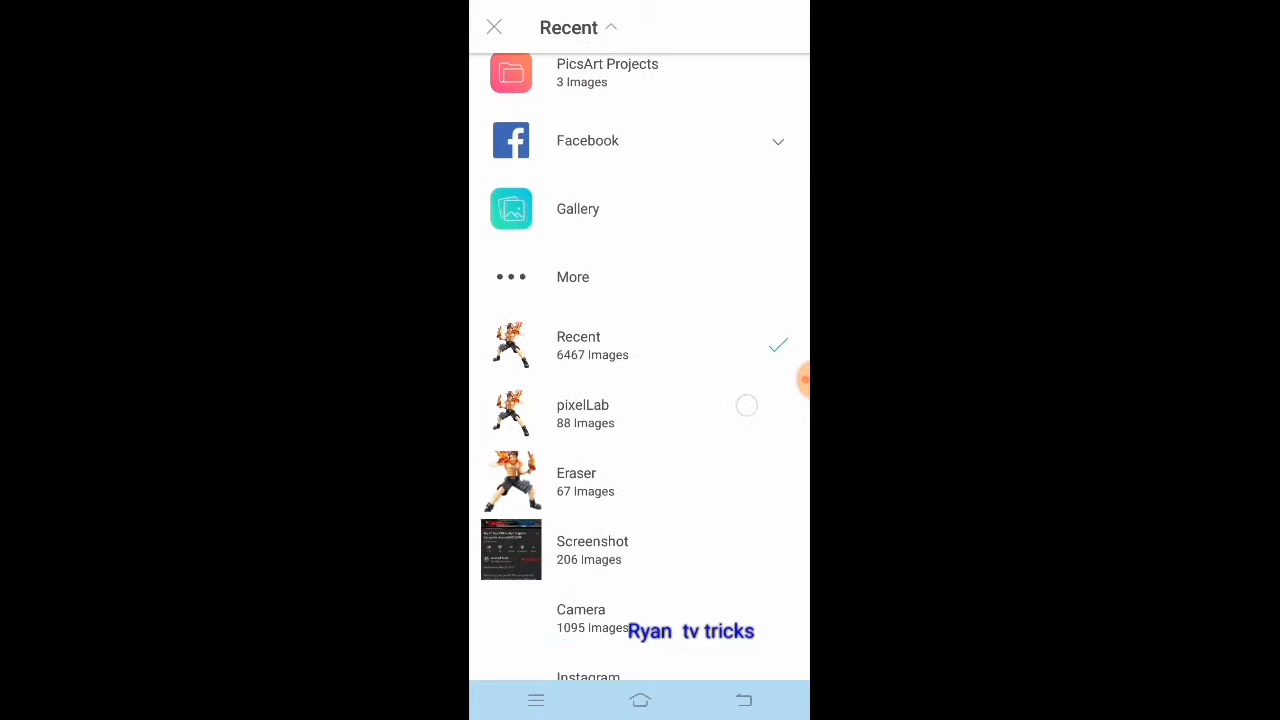 Recent
PicsArt Projects
3 Images
Facebook
Gallery
More
Recent
6467 Images
pixelLab
88 Images
Eraser
67 Images
Screenshot
206 Images
Camera
1095 Images
Ryan tv tricks
Instagram